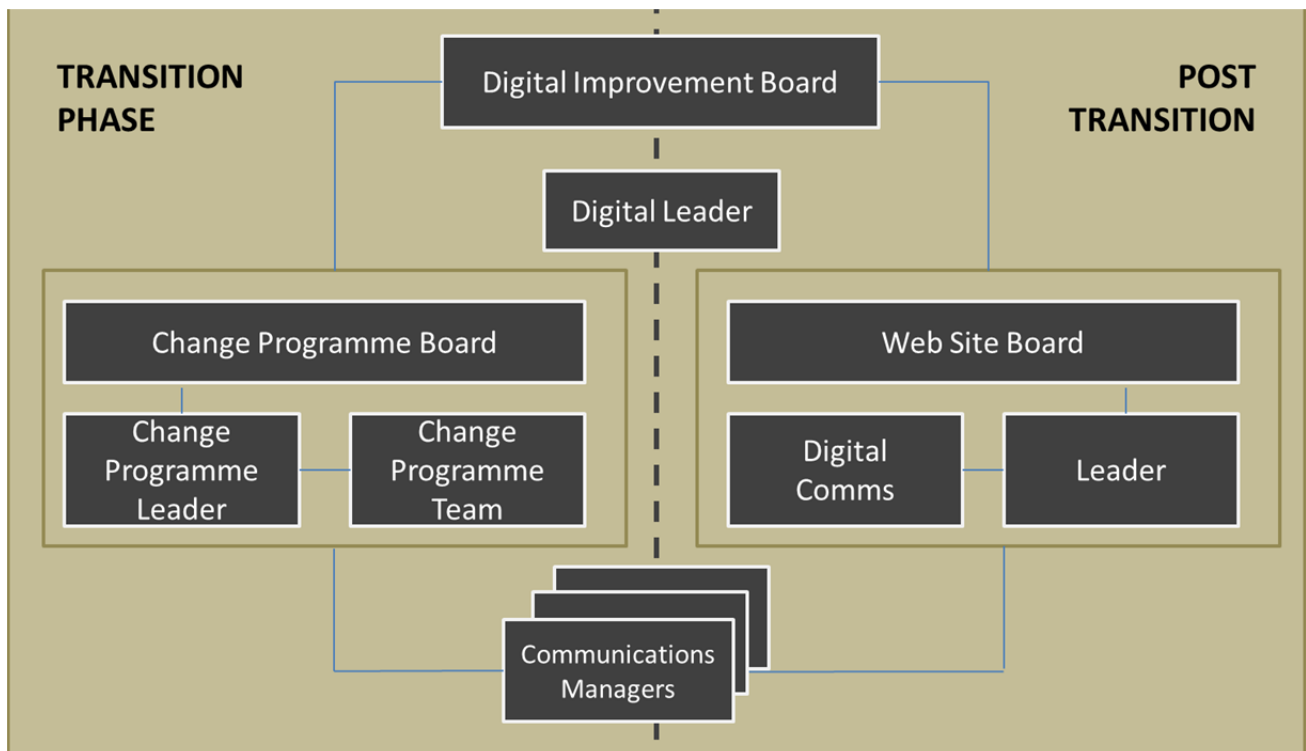 TRANSITION
PHASE
Digital Improvement Board
POST
TRANSITION
Digital Leader
Change Programme Board
Web Site Board
Change
Programme
Leader
Change
Programme
Team
Digital
Comms
Leader
Communications
Managers